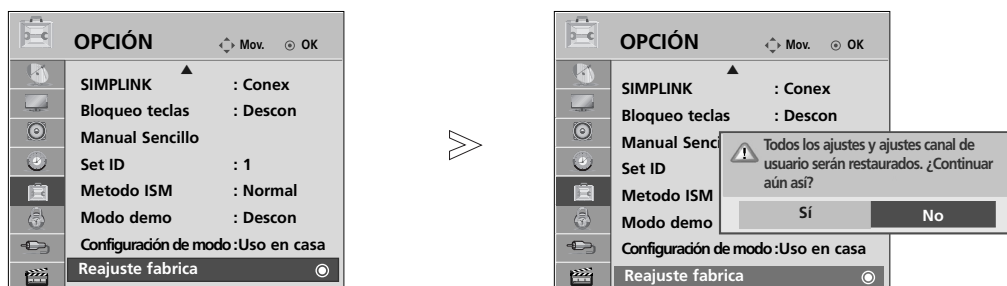 OPCIÓN Mov. OK
SIMPLINK : Conex
Bloqueo teclas : Descon
Manual Sencillo
Set ID : 1
Metodo ISM : Normal
Modo demo : Descon
Configuración de modo :Uso en casa
Reajuste fabrica
OPCIÓN Mov. OK
SIMPLINK : Conex
Bloqueo teclas : Descon
Manual Senci
Set ID
Metodo ISM
Modo demo
Configuración de modo :Uso en casa
Reajuste fabrica
Todos los ajustes y ajustes canal de
usuario serán restaurados. ¿Continuar
aún así?
Sí No